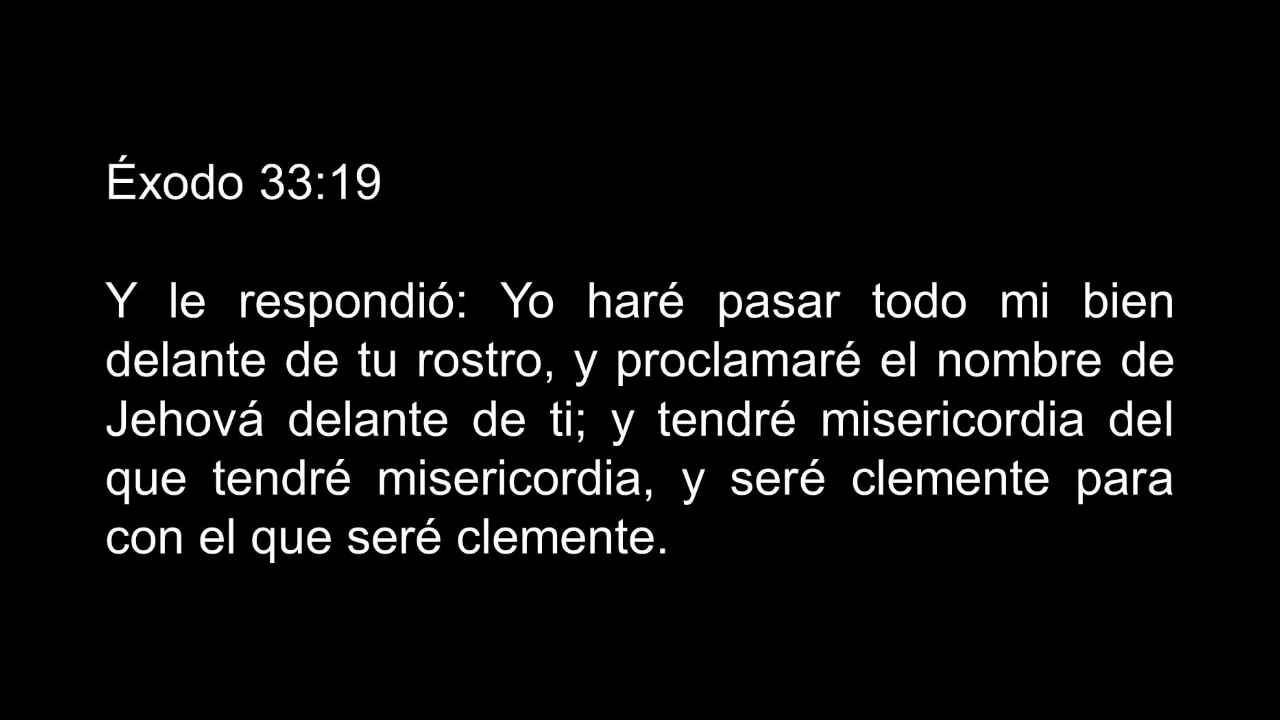 Éxodo 33:19
Y le respondió: Yo haré pasar todo mi bien
delante de tu rostro, y proclamaré el nombre de
Jehová delante de ti; y tendré misericordia del
que tendré misericordia, y seré clemente para
con el que seré clemente.